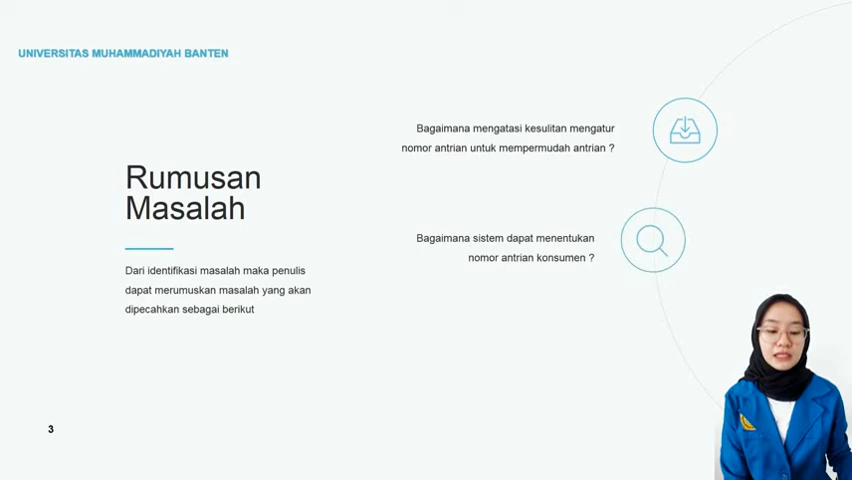 UNIVERSITAS MUHAMMADIYAH BANTEN
Rumusan
Masalah
Dari identifikasi masalah maka penulis
dapat merumuskan masalah yang akan
dipecahkan sebagai berikut
Bagaimana mengatasi kesulitan mengatur
nomor antrian untuk mempermudah antrian ?
Bagaimana sistem dapat menentukan
nomor antrian konsumen ?
3